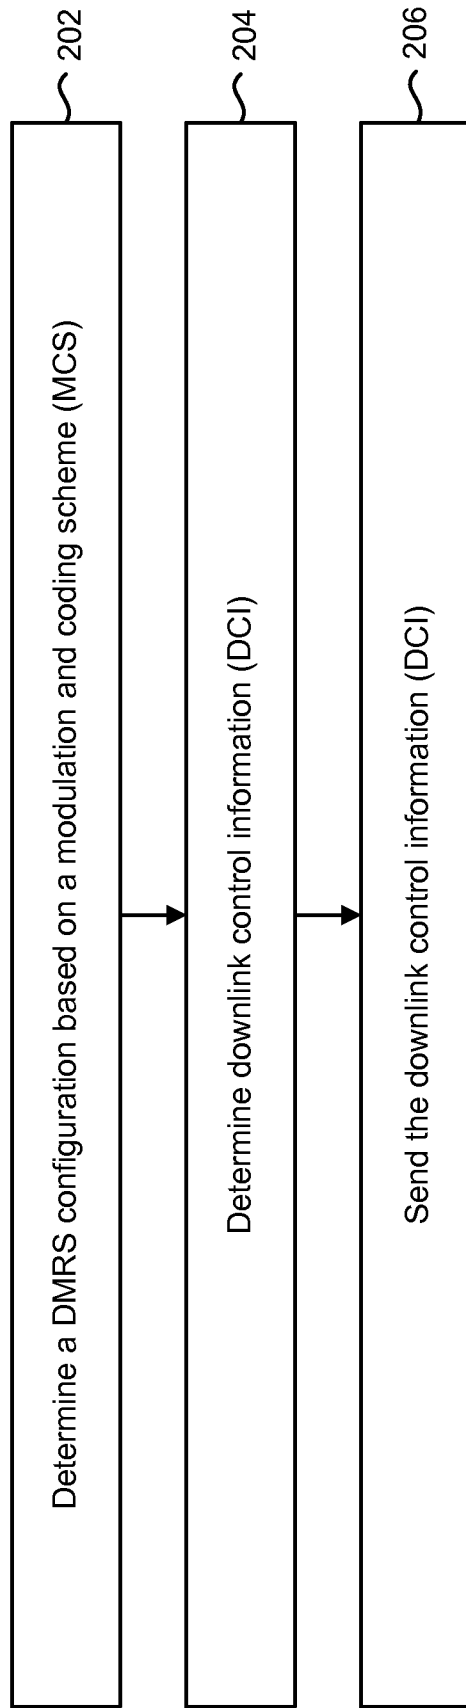 Determine a DMRS configuration based on a modulation and coding scheme (MCS)
202
Determine downlink control information (DCI)
204
Send the downlink control information (DCI)
206